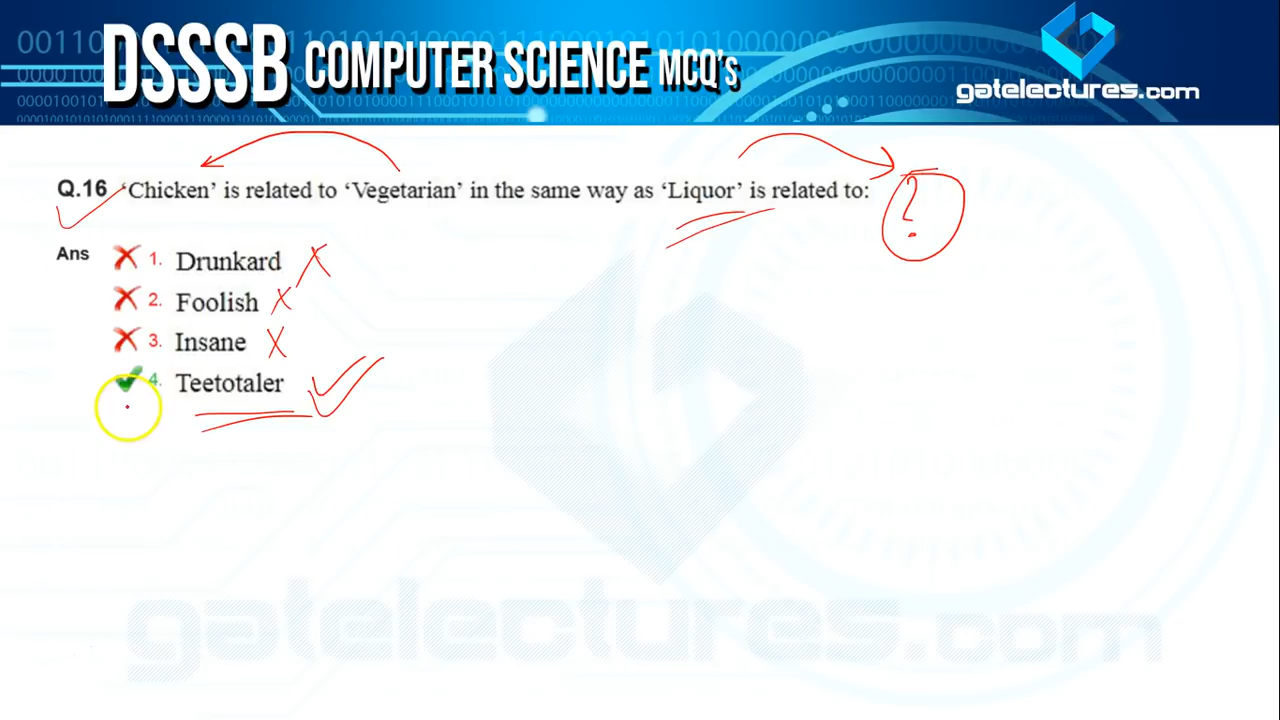 DSSSB COMPUTER SCIENCE MCQ's
gatelectures.com
Q.16 'Chicken' is related to 'Vegetarian' in the same way as 'Liquor' is related to: ?
Ans
1. Drunkard
2. Foolish
3. Insane
4. Teetotaler
gatelectures.com